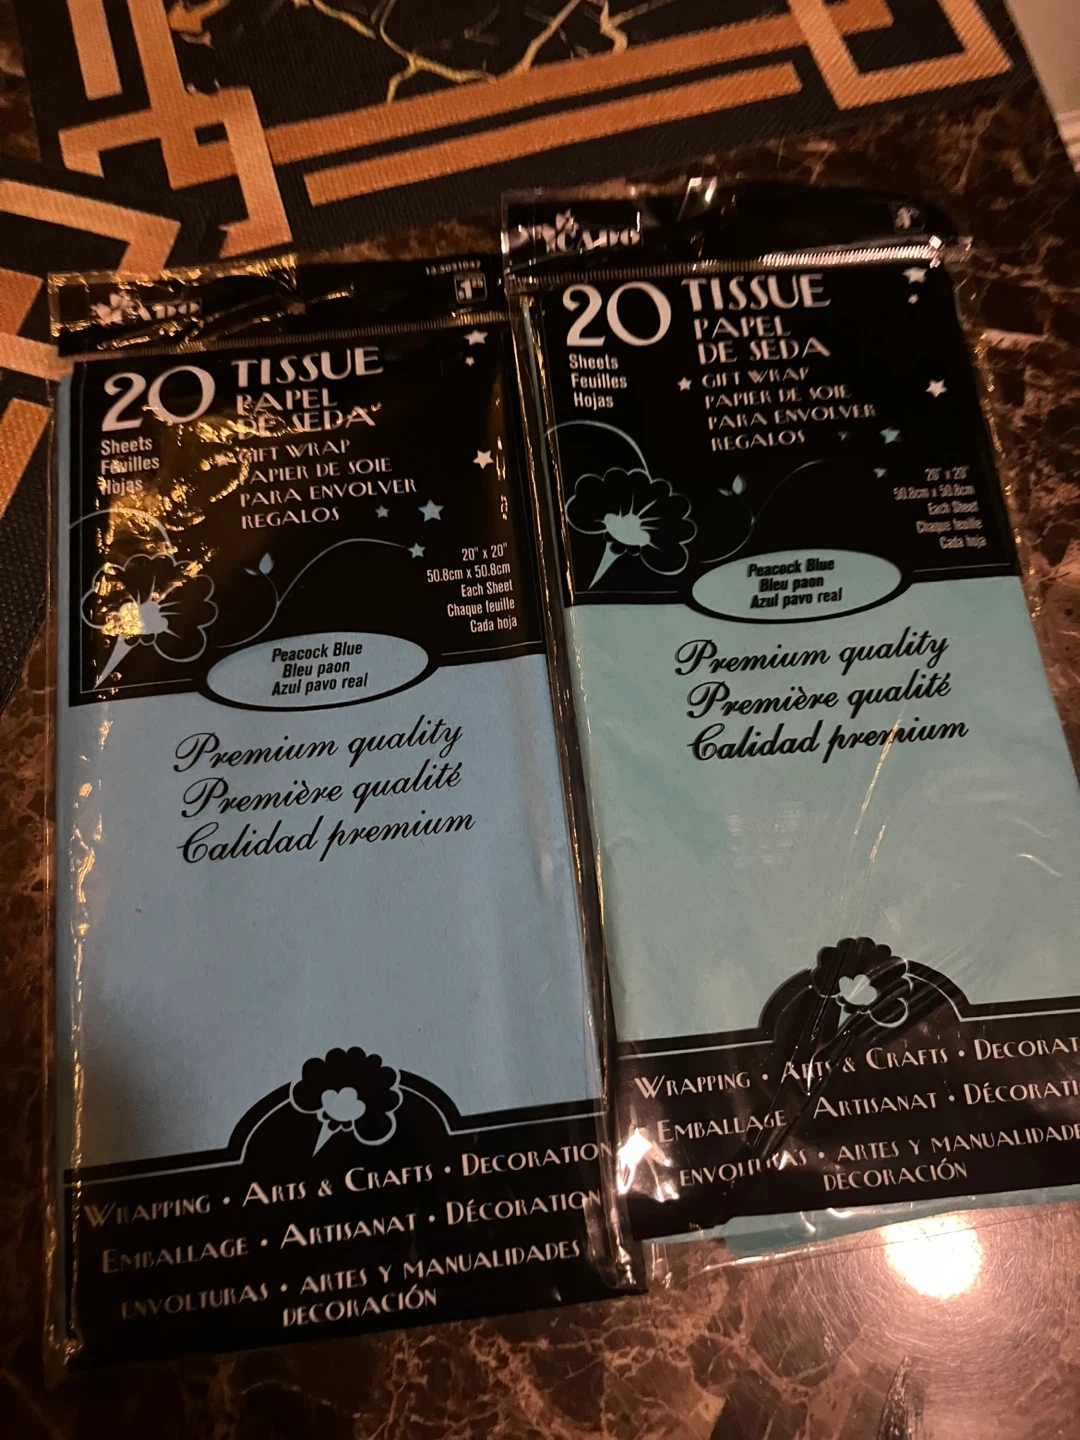 20
Sheets
Feuilles
Hojas
TISSUE
PAPEL
DE SEDA
GIFT WRAP
PAPIER DE SOIE
PARA ENVOLVER
REGALOS
20" x 20"
50.8cm x 50.8cm
Each Sheet
Chaque feuille
Cada hoja
Peacock Blue
Bleu paon
Azul pavo real
Premium quality
Première qualité
Calidad premium
WRAPPING • ARTS & CRAFTS • DECORATION
EMBALLAGE • ARTISANAT • DÉCORATION
ENVOLTURAS • ARTES Y MANUALIDADES
DECORACIÓN
20
Sheets
Feuilles
Hojas
TISSUE
PAPEL
DE SEDA
GIFT WRAP
PAPIER DE SOIE
PARA ENVOLVER
REGALOS
20" x 20"
50.8cm x 50.8cm
Each Sheet
Chaque feuille
Cada hoja
Peacock Blue
Bleu paon
Azul pavo real
Premium quality
Première qualité
Calidad premium
WRAPPING • ARTS & CRAFTS • DECORAT
EMBALLAGE ARTISANAT • DÉCORATI
ENVOLTURAS • ARTES Y MANUALIDADE
DECORACIÓN